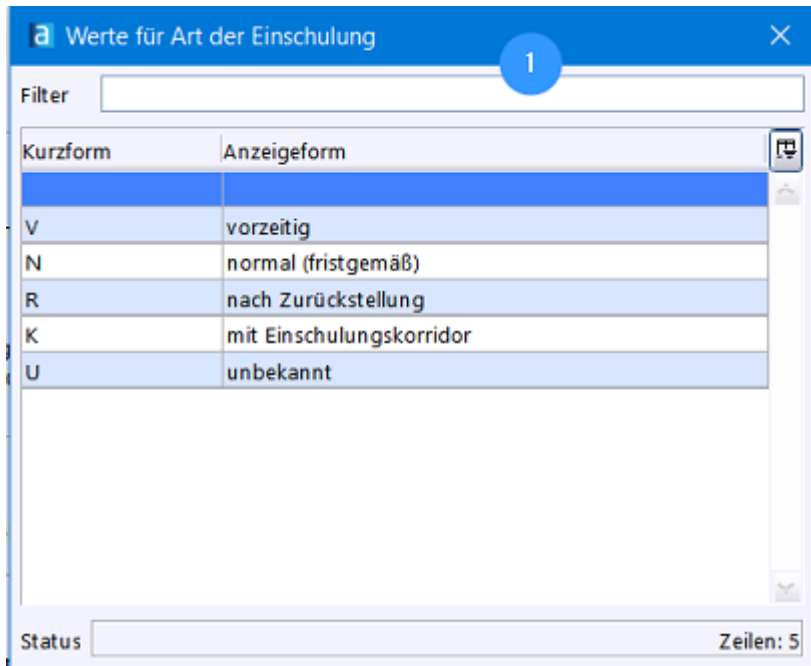 a Werte für Art der Einschulung
1
Filter
Kurzform Anzeigeform
V vorzeitig
N normal (fristgemäß)
R nach Zurückstellung
K mit Einschulungskorridor
U unbekannt
Status Zeilen: 5